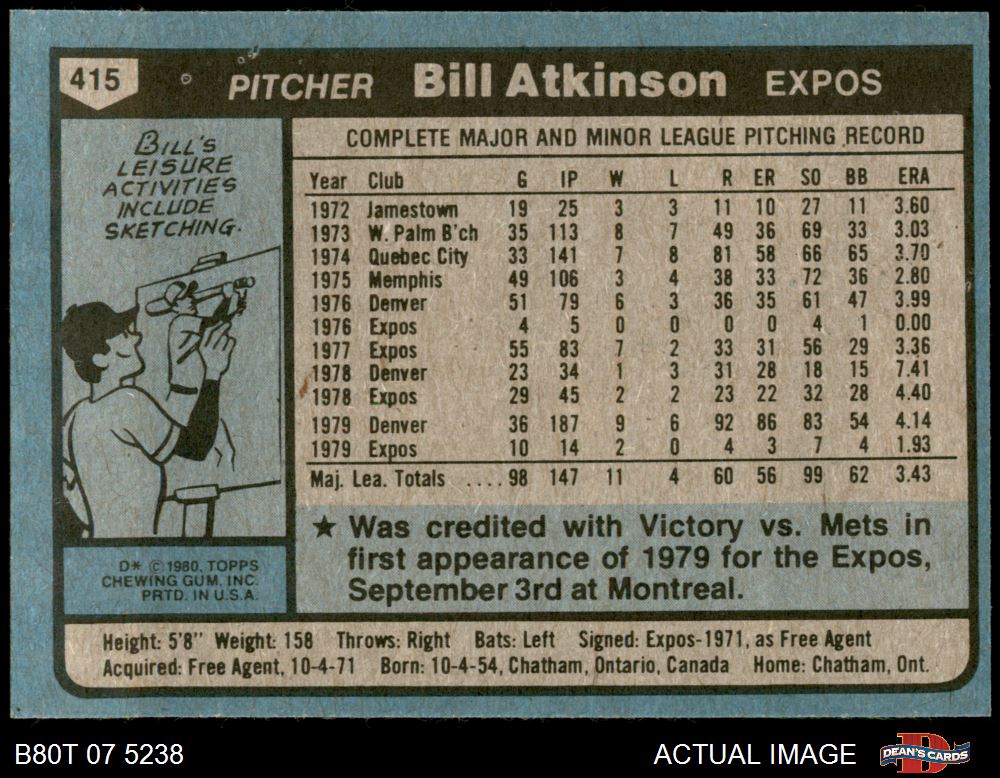 415 PITCHER Bill Atkinson EXPOS
BILL'S
LEISURE
ACTIVITIES
INCLUDE
SKETCHING.
D* © 1980, TOPPS
CHEWING GUM, INC.
PRTD. IN U.S.A.
COMPLETE MAJOR AND MINOR LEAGUE PITCHING RECORD
Year Club G IP W L R ER SO BB ERA
1972 Jamestown 19 25 3 3 11 10 27 11 3.60
1973 W. Palm B'ch 35 113 8 7 49 36 69 33 3.03
1974 Quebec City 33 141 7 8 81 58 66 65 3.70
1975 Memphis 49 106 3 4 38 33 72 36 2.80
1976 Denver 51 79 6 3 36 35 61 47 3.99
1976 Expos 4 5 0 0 0 0 4 1 0.00
1977 Expos 55 83 7 2 33 31 56 29 3.36
1978 Denver 23 34 1 3 31 28 18 15 7.41
1978 Expos 29 45 2 2 23 22 32 28 4.40
1979 Denver 36 187 9 6 92 86 83 54 4.14
1979 Expos 10 14 2 0 4 3 7 4 1.93
Maj. Lea. Totals .... 98 147 11 4 60 56 99 62 3.43
★ Was credited with Victory vs. Mets in
first appearance of 1979 for the Expos,
September 3rd at Montreal.
Height: 5'8" Weight: 158 Throws: Right Bats: Left Signed: Expos-1971, as Free Agent
Acquired: Free Agent, 10-4-71 Born: 10-4-54, Chatham, Ontario, Canada Home: Chatham, Ont.
B80T 07 5238 ACTUAL IMAGE DEAN'S CARDS